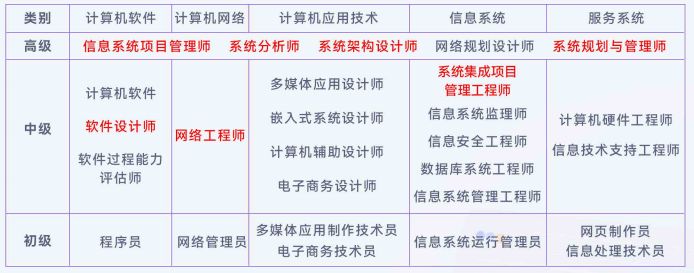 类别 计算机软件 计算机网络 计算机应用技术 信息系统 服务系统
高级 信息系统项目管理师 系统分析师 系统架构设计师 网络规划设计师 系统规划与管理师
中级
计算机软件
软件设计师
软件过程能力
评估师
网络工程师
多媒体应用设计师
嵌入式系统设计师
计算机辅助设计师
电子商务设计师
系统集成项目
管理工程师
信息系统监理师
信息安全工程师
数据库系统工程师
信息系统管理工程师
计算机硬件工程师
信息技术支持工程师
初级
程序员
网络管理员
多媒体应用制作技术员
电子商务技术员
信息系统运行管理员
网页制作员
信息处理技术员